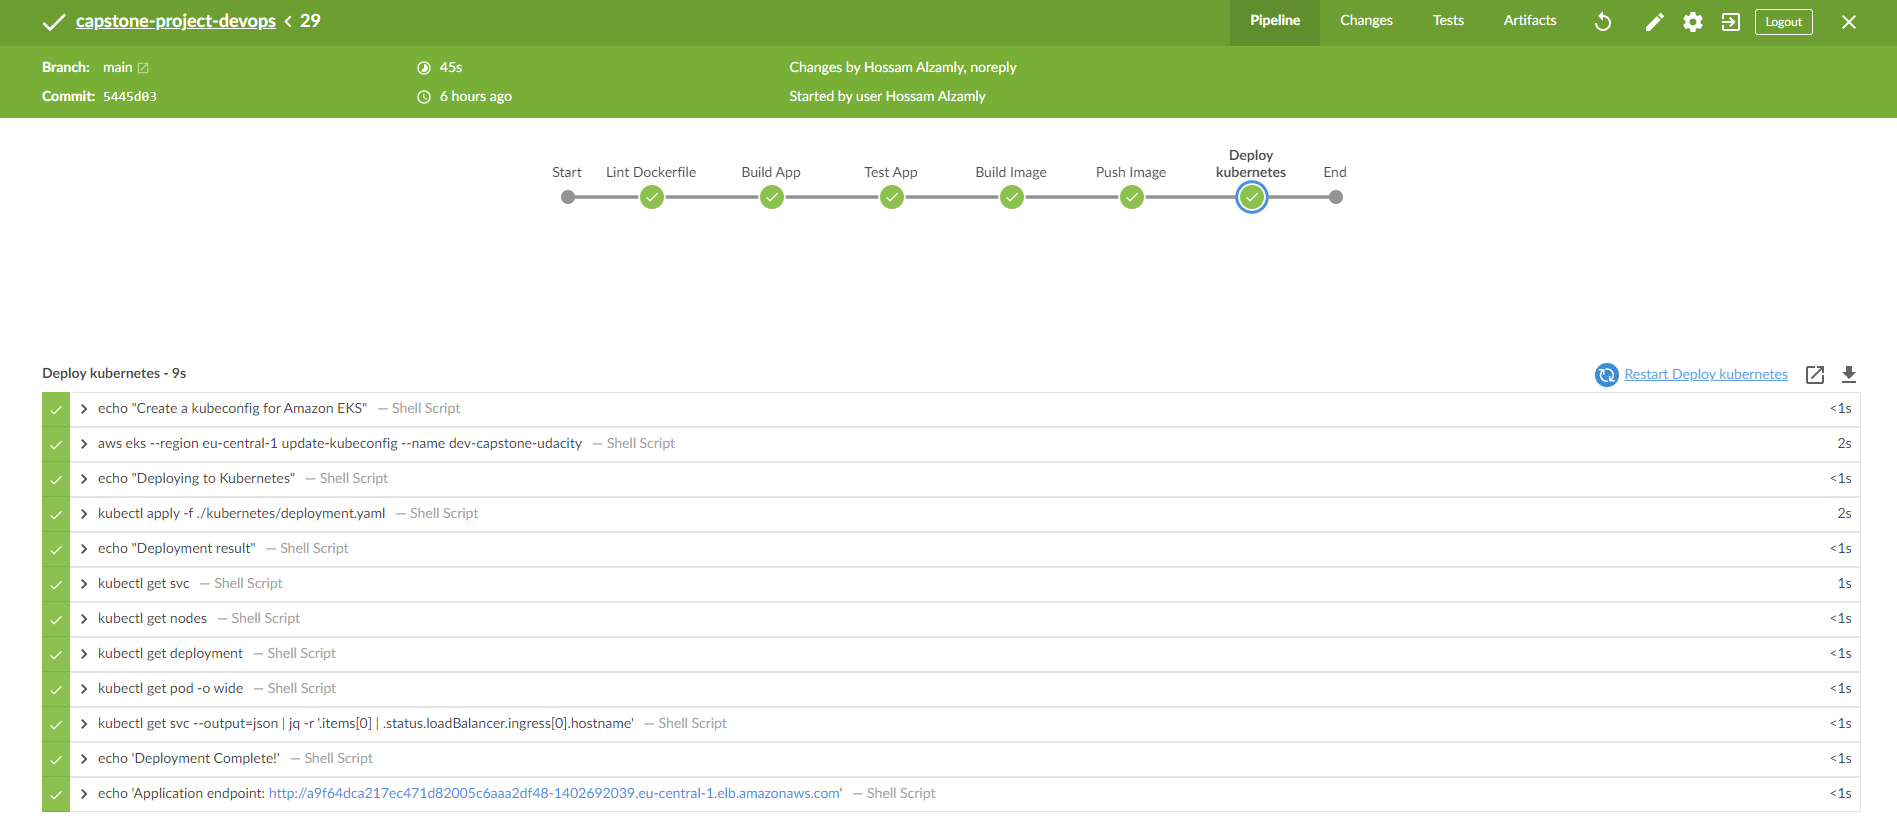 capstone-project-devops < 29
Pipeline Changes Tests Artifacts Logout
Branch: main 45s Changes by Hossam Alzamly, noreply
Commit: 5445d03 6 hours ago Started by user Hossam Alzamly
Start Lint Dockerfile Build App Test App Build Image Push Image Deploy kubernetes End
Deploy kubernetes - 9s Restart Deploy kubernetes
echo "Create a kubeconfig for Amazon EKS" — Shell Script <1s
aws eks --region eu-central-1 update-kubeconfig --name dev-capstone-udacity — Shell Script 2s
echo "Deploying to Kubernetes" — Shell Script <1s
kubectl apply -f ./kubernetes/deployment.yaml — Shell Script 2s
echo "Deployment result" — Shell Script <1s
kubectl get svc — Shell Script 1s
kubectl get nodes — Shell Script <1s
kubectl get deployment — Shell Script <1s
kubectl get pod -o wide — Shell Script <1s
kubectl get svc --output=json | jq -r '.items[0] | .status.loadBalancer.ingress[0].hostname' — Shell Script <1s
echo 'Deployment Complete!' — Shell Script <1s
echo 'Application endpoint: http://a9f64dca217ec471d82005c6aaa2df48-1402692039.eu-central-1.elb.amazonaws.com' — Shell Script <1s